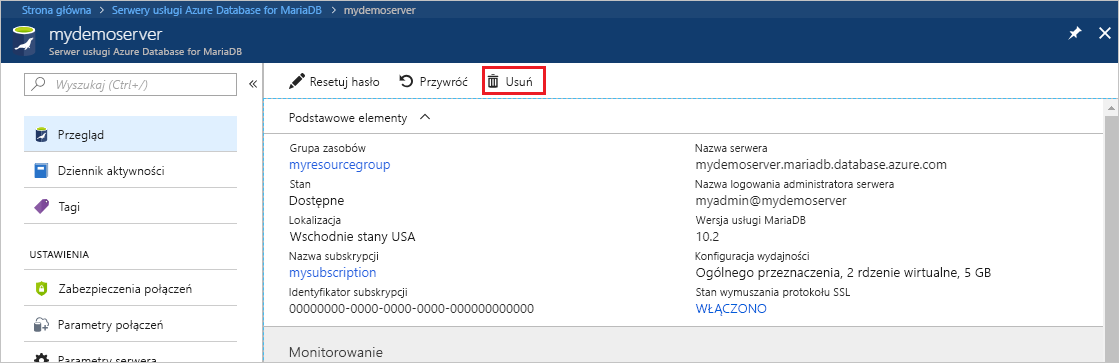 Strona główna > Serwery usługi Azure Database for MariaDB > mydemoserver
mydemoserver
Serwer usługi Azure Database for MariaDB
Wyszukaj (Ctrl+/)
«
Przegląd
Dziennik aktywności
Tagi
USTAWIENIA
Zabezpieczenia połączeń
Parametry połączeń
Parametry serwera
Resetuj hasło
Przywróć
Usuń
Podstawowe elementy
Grupa zasobów
myresourcegroup
Stan
Dostępne
Lokalizacja
Wschodnie stany USA
Nazwa subskrypcji
mysubscription
Identyfikator subskrypcji
00000000-0000-0000-0000-000000000000
Nazwa serwera
mydemoserver.mariadb.database.azure.com
Nazwa logowania administratora serwera
myadmin@mydemoserver
Wersja usługi MariaDB
10.2
Konfiguracja wydajności
Ogólnego przeznaczenia, 2 rdzenie wirtualne, 5 GB
Stan wymuszania protokołu SSL
WŁĄCZONO
Monitorowanie